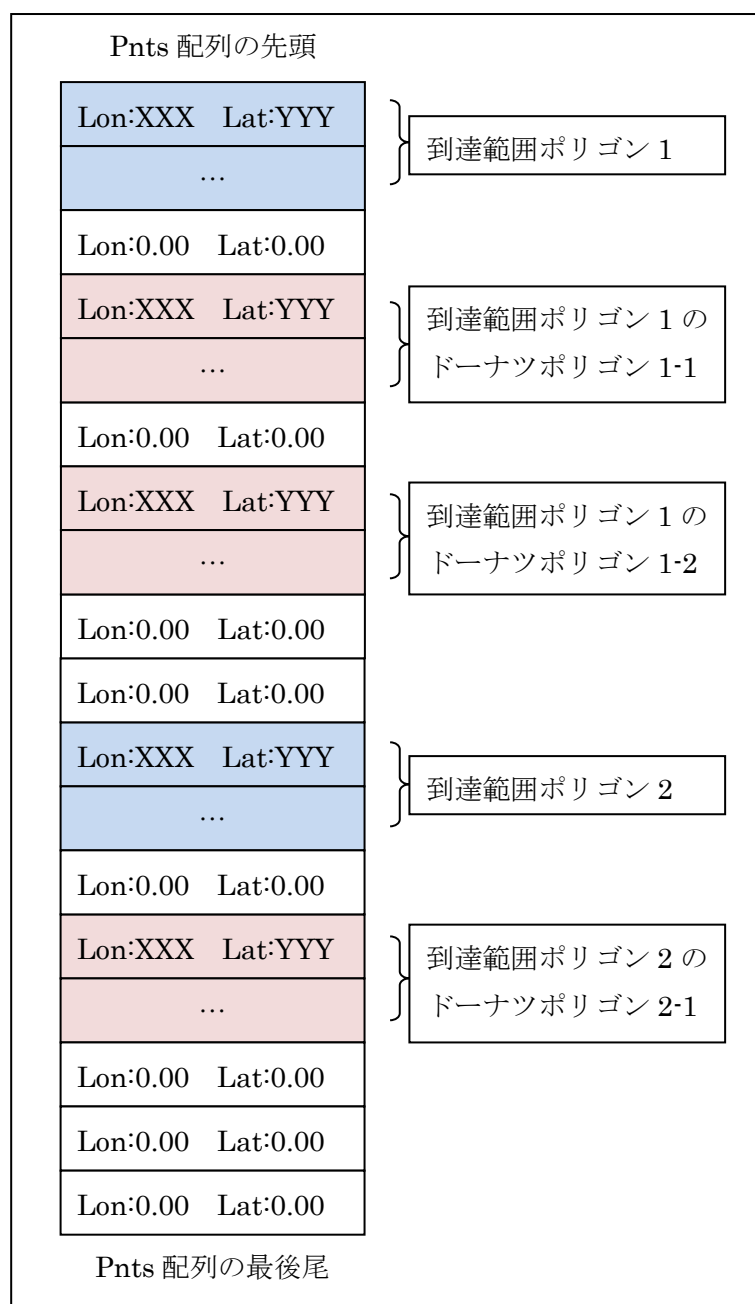 Pnts 配列の先頭
Lon:XXX Lat:YYY
…
到達範囲ポリゴン 1
Lon:0.00 Lat:0.00
Lon:XXX Lat:YYY
…
到達範囲ポリゴン 1 の
ドーナツポリゴン 1-1
Lon:0.00 Lat:0.00
Lon:XXX Lat:YYY
…
到達範囲ポリゴン 1 の
ドーナツポリゴン 1-2
Lon:0.00 Lat:0.00
Lon:0.00 Lat:0.00
Lon:XXX Lat:YYY
…
到達範囲ポリゴン 2
Lon:0.00 Lat:0.00
Lon:XXX Lat:YYY
…
到達範囲ポリゴン 2 の
ドーナツポリゴン 2-1
Lon:0.00 Lat:0.00
Lon:0.00 Lat:0.00
Lon:0.00 Lat:0.00
Pnts 配列の最後尾